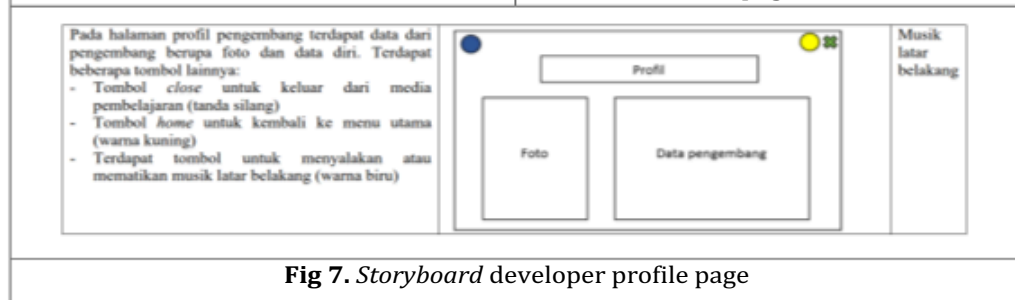 Pada halaman profil pengembang terdapat data dari
pengembang berupa foto dan data diri. Terdapat
beberapa tombol lainnya:
- Tombol close untuk keluar dari media
pembelajaran (tanda silang)
- Tombol home untuk kembali ke menu utama
(warna kuning)
- Terdapat tombol untuk menyalakan atau
mematikan musik latar belakang (warna biru)
Profil
Foto
Data pengembang
Musik
latar
belakang
Fig 7. Storyboard developer profile page